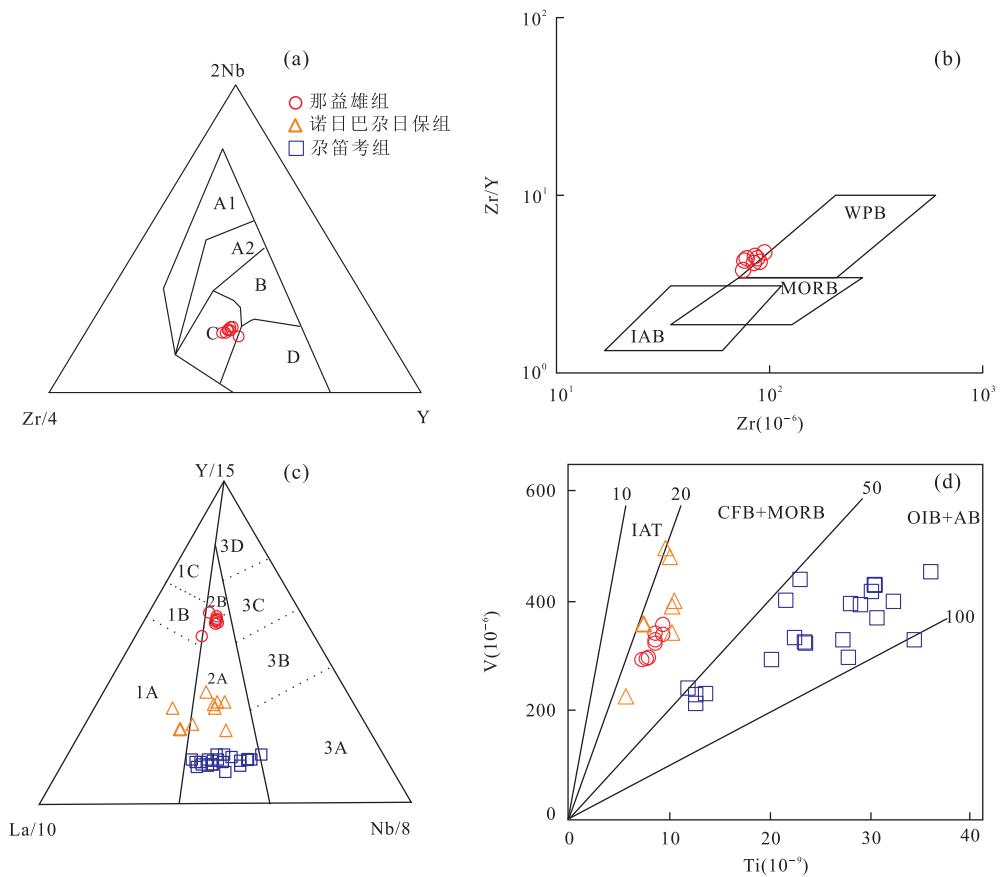 (a)
2Nb
那益雄组
诺日巴尕日保组
尕笛考组
A1
A2
B
C
D
Zr/4
Y
10²
(b)
Zr/Y
10¹
WPB
MORB
IAB
10⁰
10¹
10²
10³
Zr(10⁻⁶)
(c)
Y/15
3D
1C
2B
3C
1B
3B
2A
1A
3A
La/10
Nb/8
600
(d)
10
20
50
CFB+MORB
OIB+AB
IAT
400
100
V(10⁻⁶)
200
0
0
10
20
30
40
Ti(10⁻⁹)